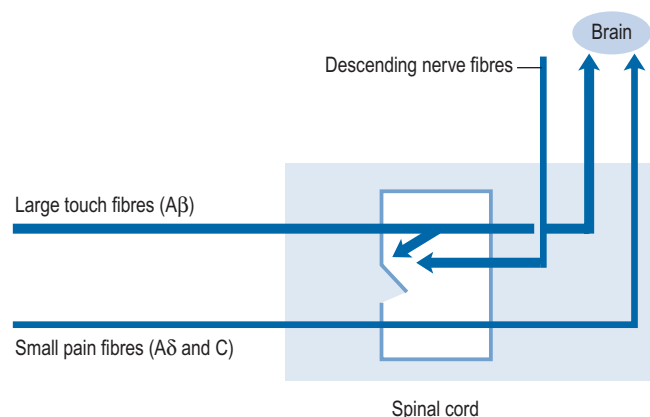 Brain
Descending nerve fibres
Large touch fibres (Aβ)
Small pain fibres (Aδ and C)
Spinal cord